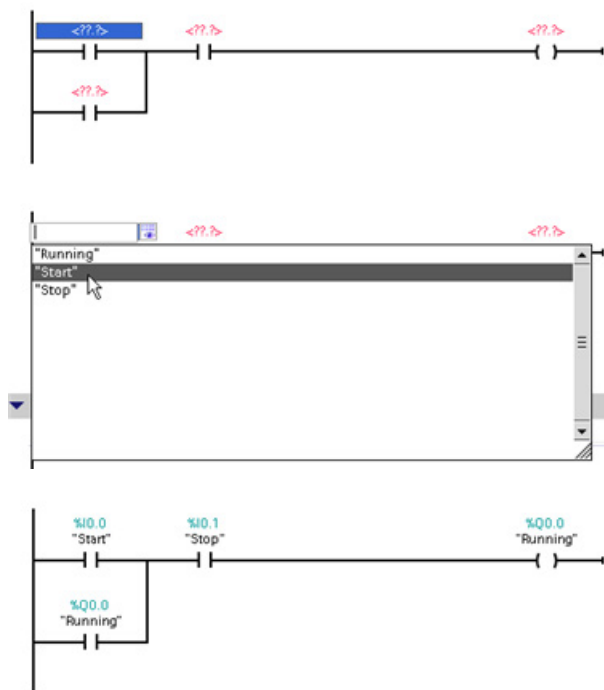 <??.?> <??.?> <??.?>
<??.?>
<??.?> <??.?>
"Running"
"Start"
"Stop"
%I0.0 %I0.1 %Q0.0
"Start" "Stop" "Running"
%Q0.0
"Running"